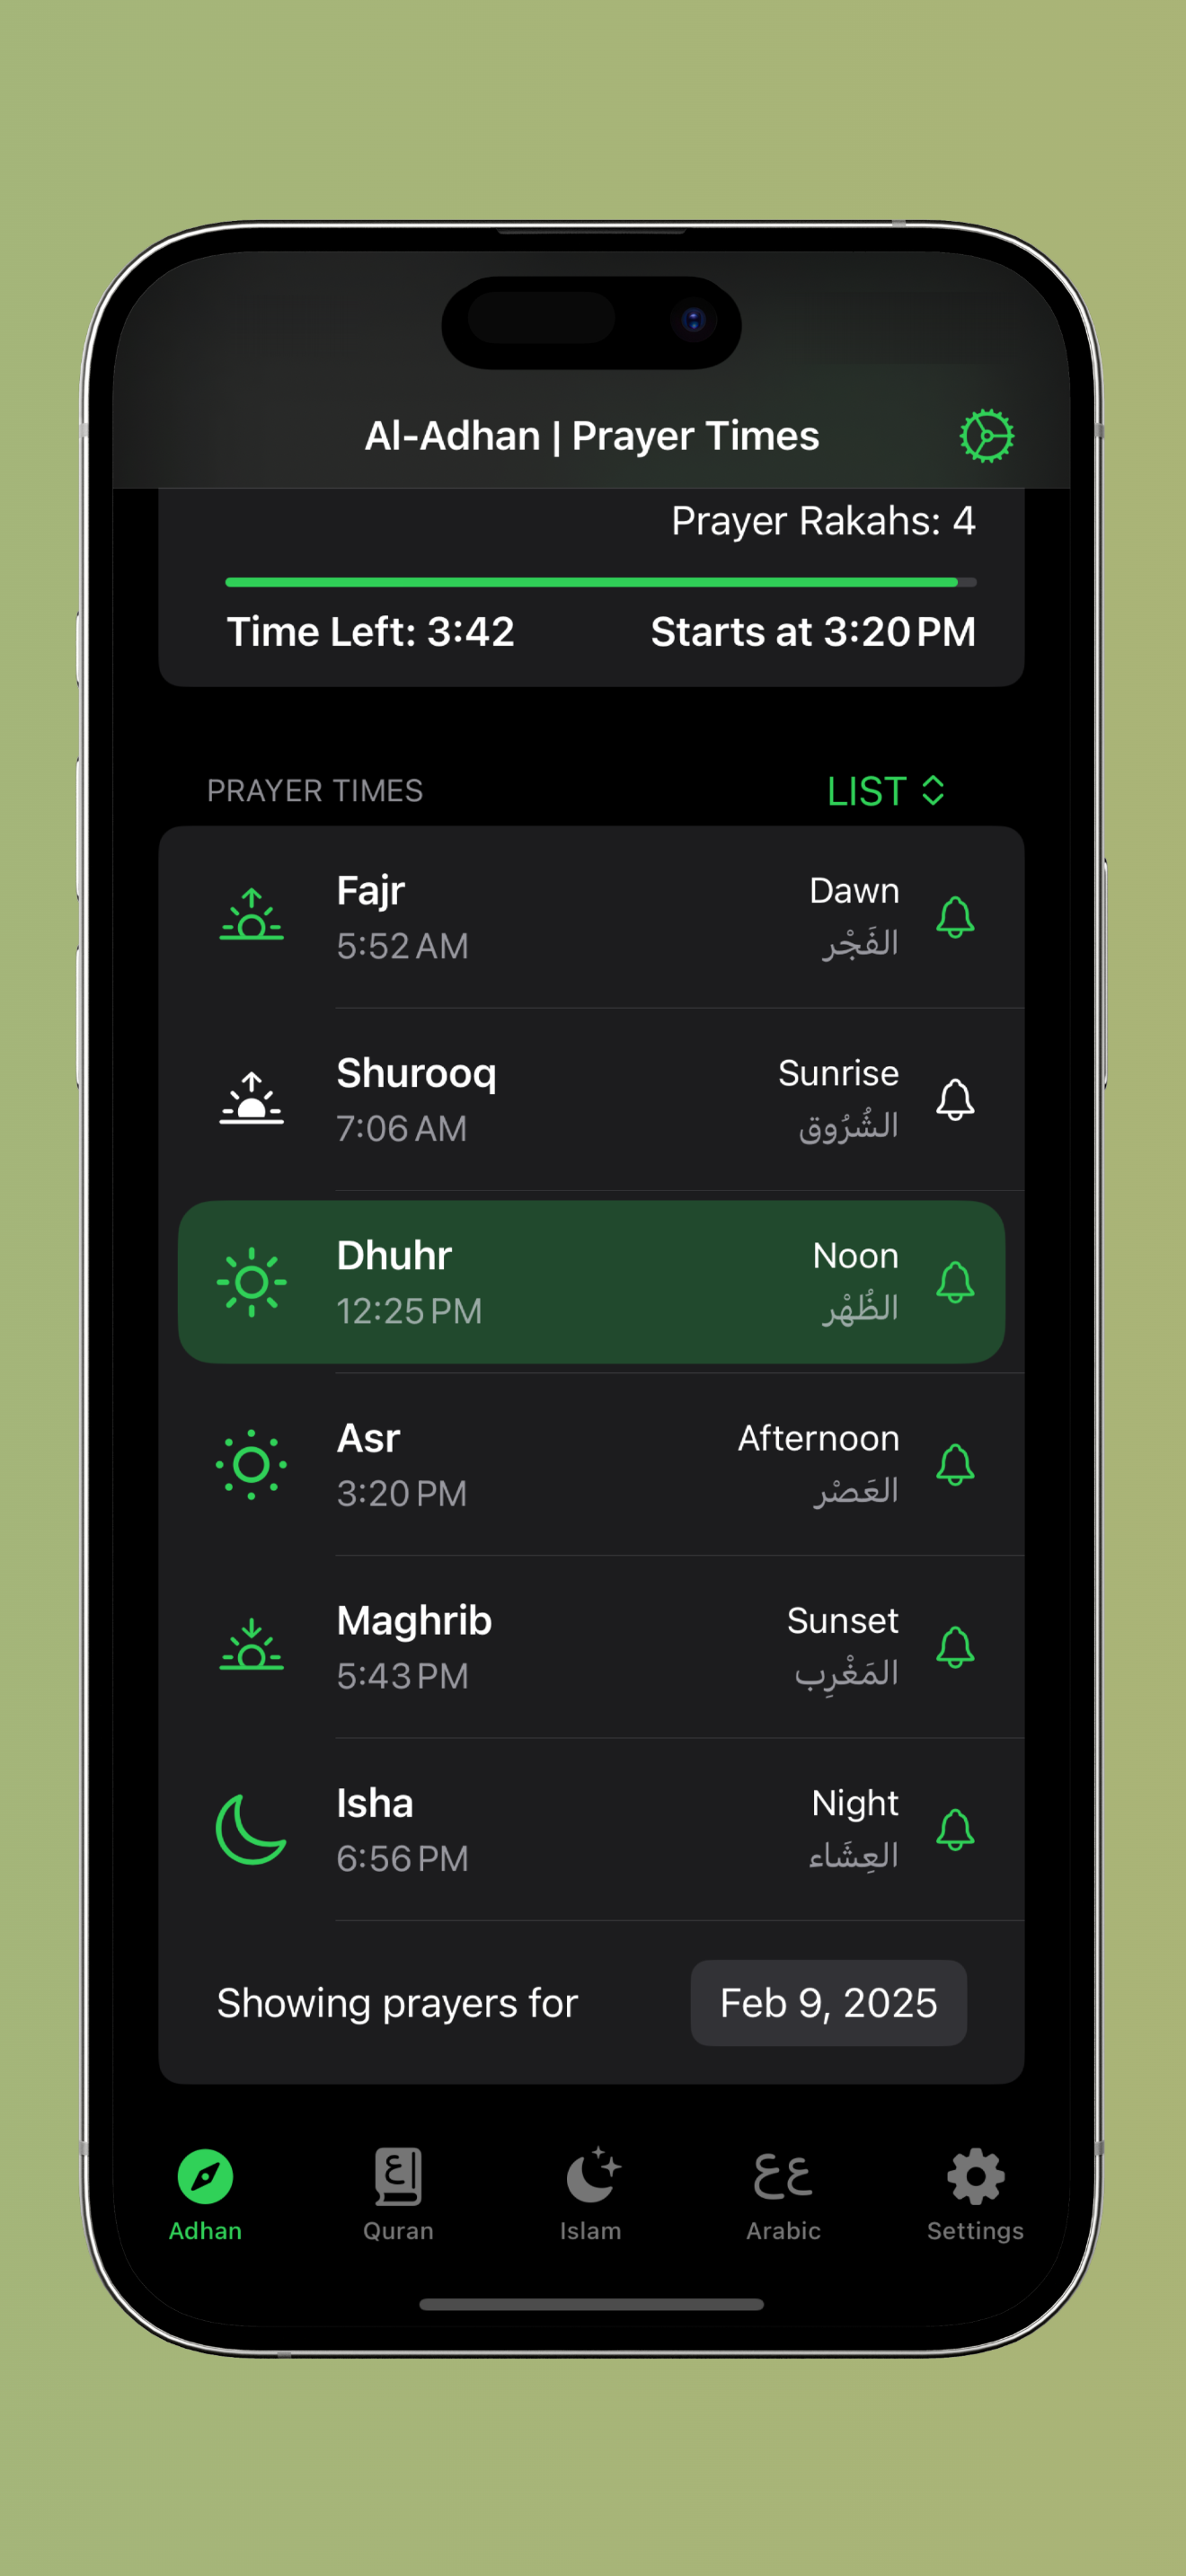 Al-Adhan | Prayer Times
Prayer Rakahs: 4
Time Left: 3:42 Starts at 3:20 PM
PRAYER TIMES LIST
Fajr Dawn
5:52 AM الفَجْر
Shurooq Sunrise
7:06 AM الشُرُوق
Dhuhr Noon
12:25 PM الظُهْر
Asr Afternoon
3:20 PM العَصْر
Maghrib Sunset
5:43 PM المَغْرِب
Isha Night
6:56 PM العِشَاء
Showing prayers for Feb 9, 2025
ع عع
Adhan Quran Islam Arabic Settings